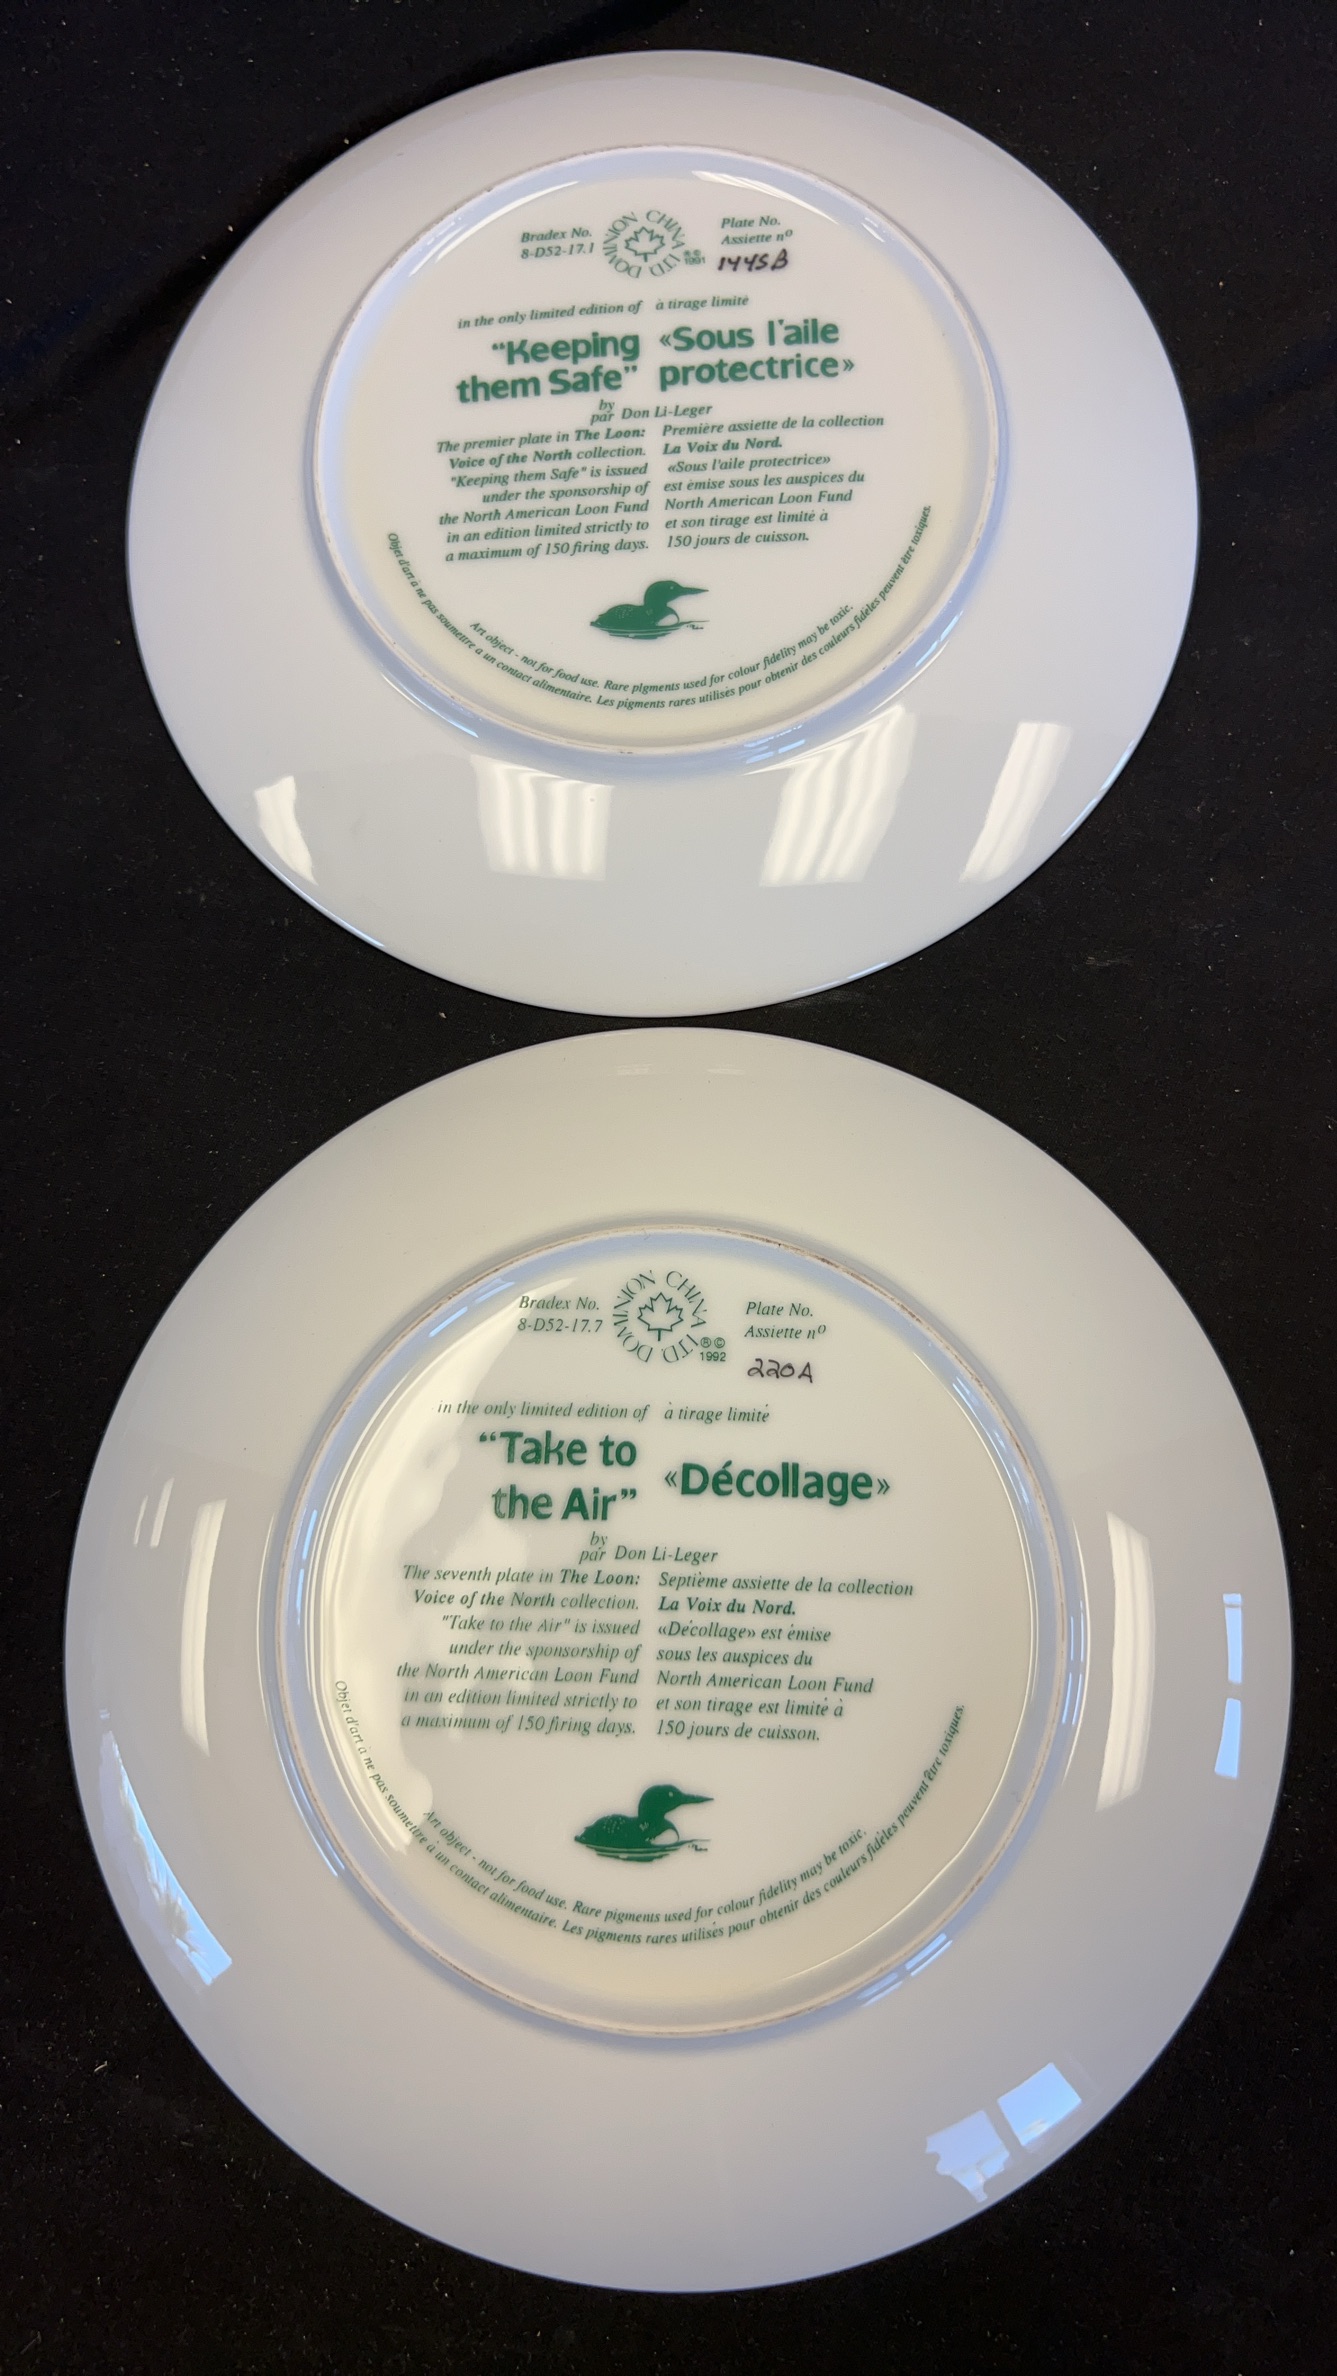 Bradex No.
8-D52-17.1
DOMINION CHINA LTD.
®©
1991
Plate No.
Assiette nº
1445B
in the only limited edition of à tirage limité
“Keeping «Sous l'aile
them Safe” protectrice»
by
par Don Li-Leger
The premier plate in The Loon: Première assiette de la collection
Voice of the North collection. La Voix du Nord.
"Keeping them Safe" is issued «Sous l'aile protectrice»
under the sponsorship of est émise sous les auspices du
the North American Loon Fund North American Loon Fund
in an edition limited strictly to et son tirage est limité à
a maximum of 150 firing days. 150 jours de cuisson.
Art object - not for food use. Rare pigments used for colour fidelity may be toxic.
Objet d'art à ne pas soumettre à un contact alimentaire. Les pigments rares utilisés pour obtenir des couleurs fidèles peuvent être toxiques.
Bradex No.
8-D52-17.7
DOMINION CHINA LTD.
®©
1992
Plate No.
Assiette nº
220A
in the only limited edition of à tirage limité
“Take to
the Air” «Décollage»
by
par Don Li-Leger
The seventh plate in The Loon: Septième assiette de la collection
Voice of the North collection. La Voix du Nord.
"Take to the Air" is issued «Décollage» est émise
under the sponsorship of sous les auspices du
the North American Loon Fund North American Loon Fund
in an edition limited strictly to et son tirage est limité à
a maximum of 150 firing days. 150 jours de cuisson.
Art object - not for food use. Rare pigments used for colour fidelity may be toxic.
Objet d'art à ne pas soumettre à un contact alimentaire. Les pigments rares utilisés pour obtenir des couleurs fidèles peuvent être toxiques.